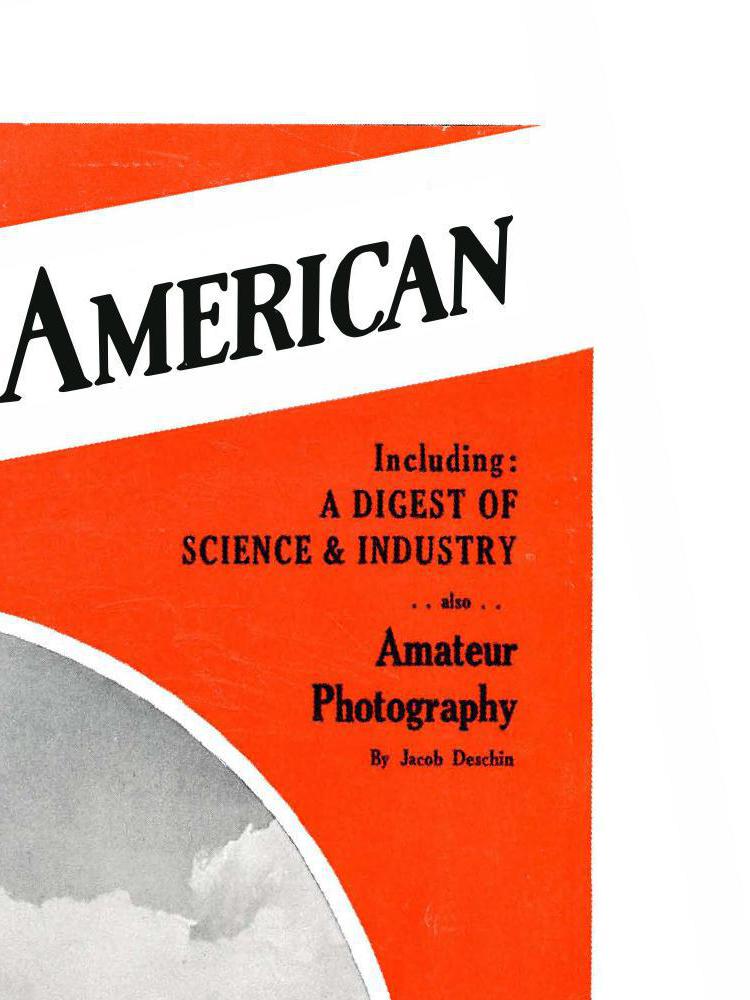 AMERICAN
Including:
A DIGEST OF
SCIENCE & INDUSTRY
. . also . .
Amateur
Photography
By Jacob Deschin